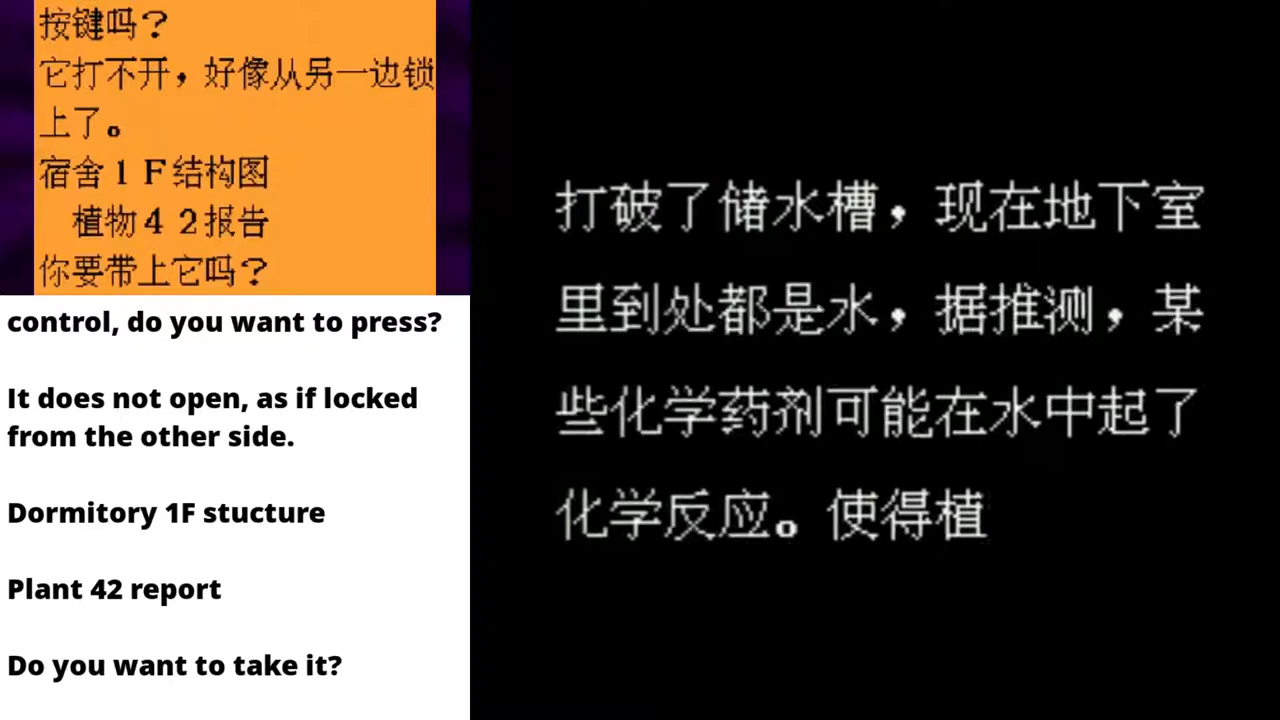 按键吗？
它打不开，好像从另一边锁
上了。
宿舍１Ｆ结构图
植物４２报告
你要带上它吗？
control, do you want to press?
It does not open, as if locked
from the other side.
Dormitory 1F stucture
Plant 42 report
Do you want to take it?
打破了储水槽，现在地下室
里到处都是水，据推测，某
些化学药剂可能在水中起了
化学反应。使得植